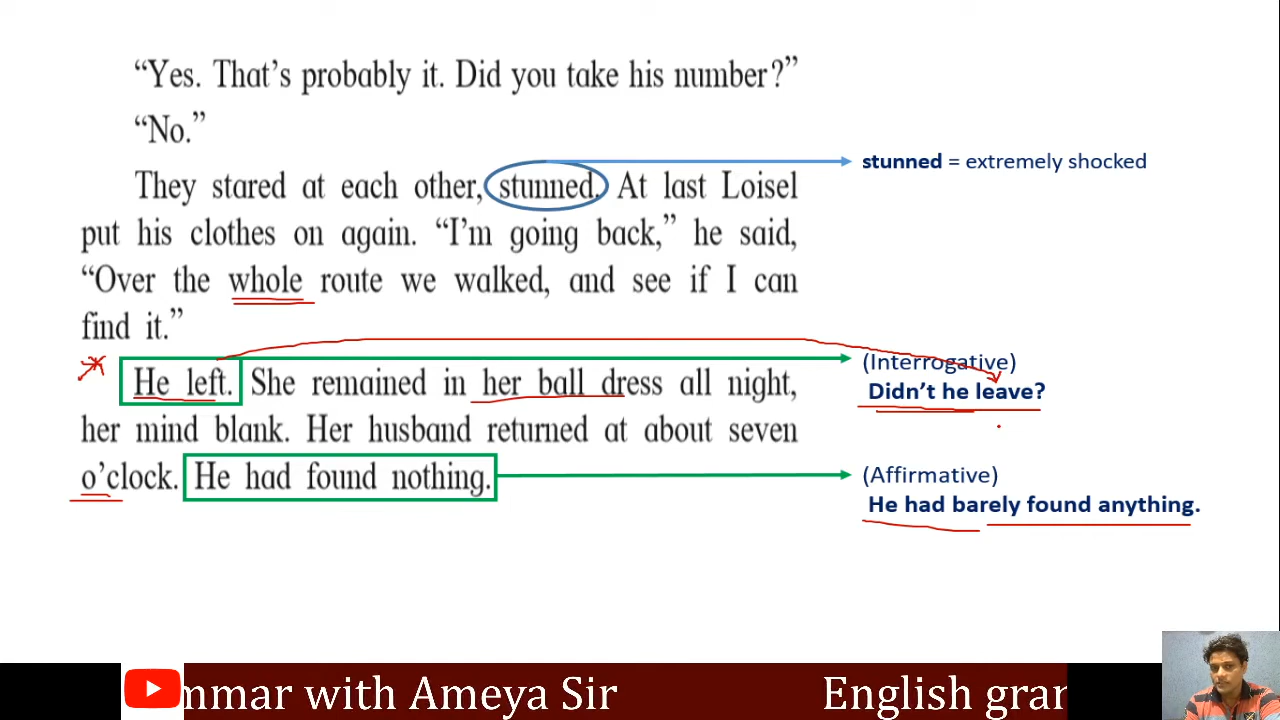 “Yes. That’s probably it. Did you take his number?”
“No.”
They stared at each other, stunned. At last Loisel
put his clothes on again. “I’m going back,” he said,
“Over the whole route we walked, and see if I can
find it.”
He left. She remained in her ball dress all night,
her mind blank. Her husband returned at about seven
o’clock. He had found nothing.
stunned = extremely shocked
(Interrogative)
Didn’t he leave?
(Affirmative)
He had barely found anything.
mmar with Ameya Sir English gran